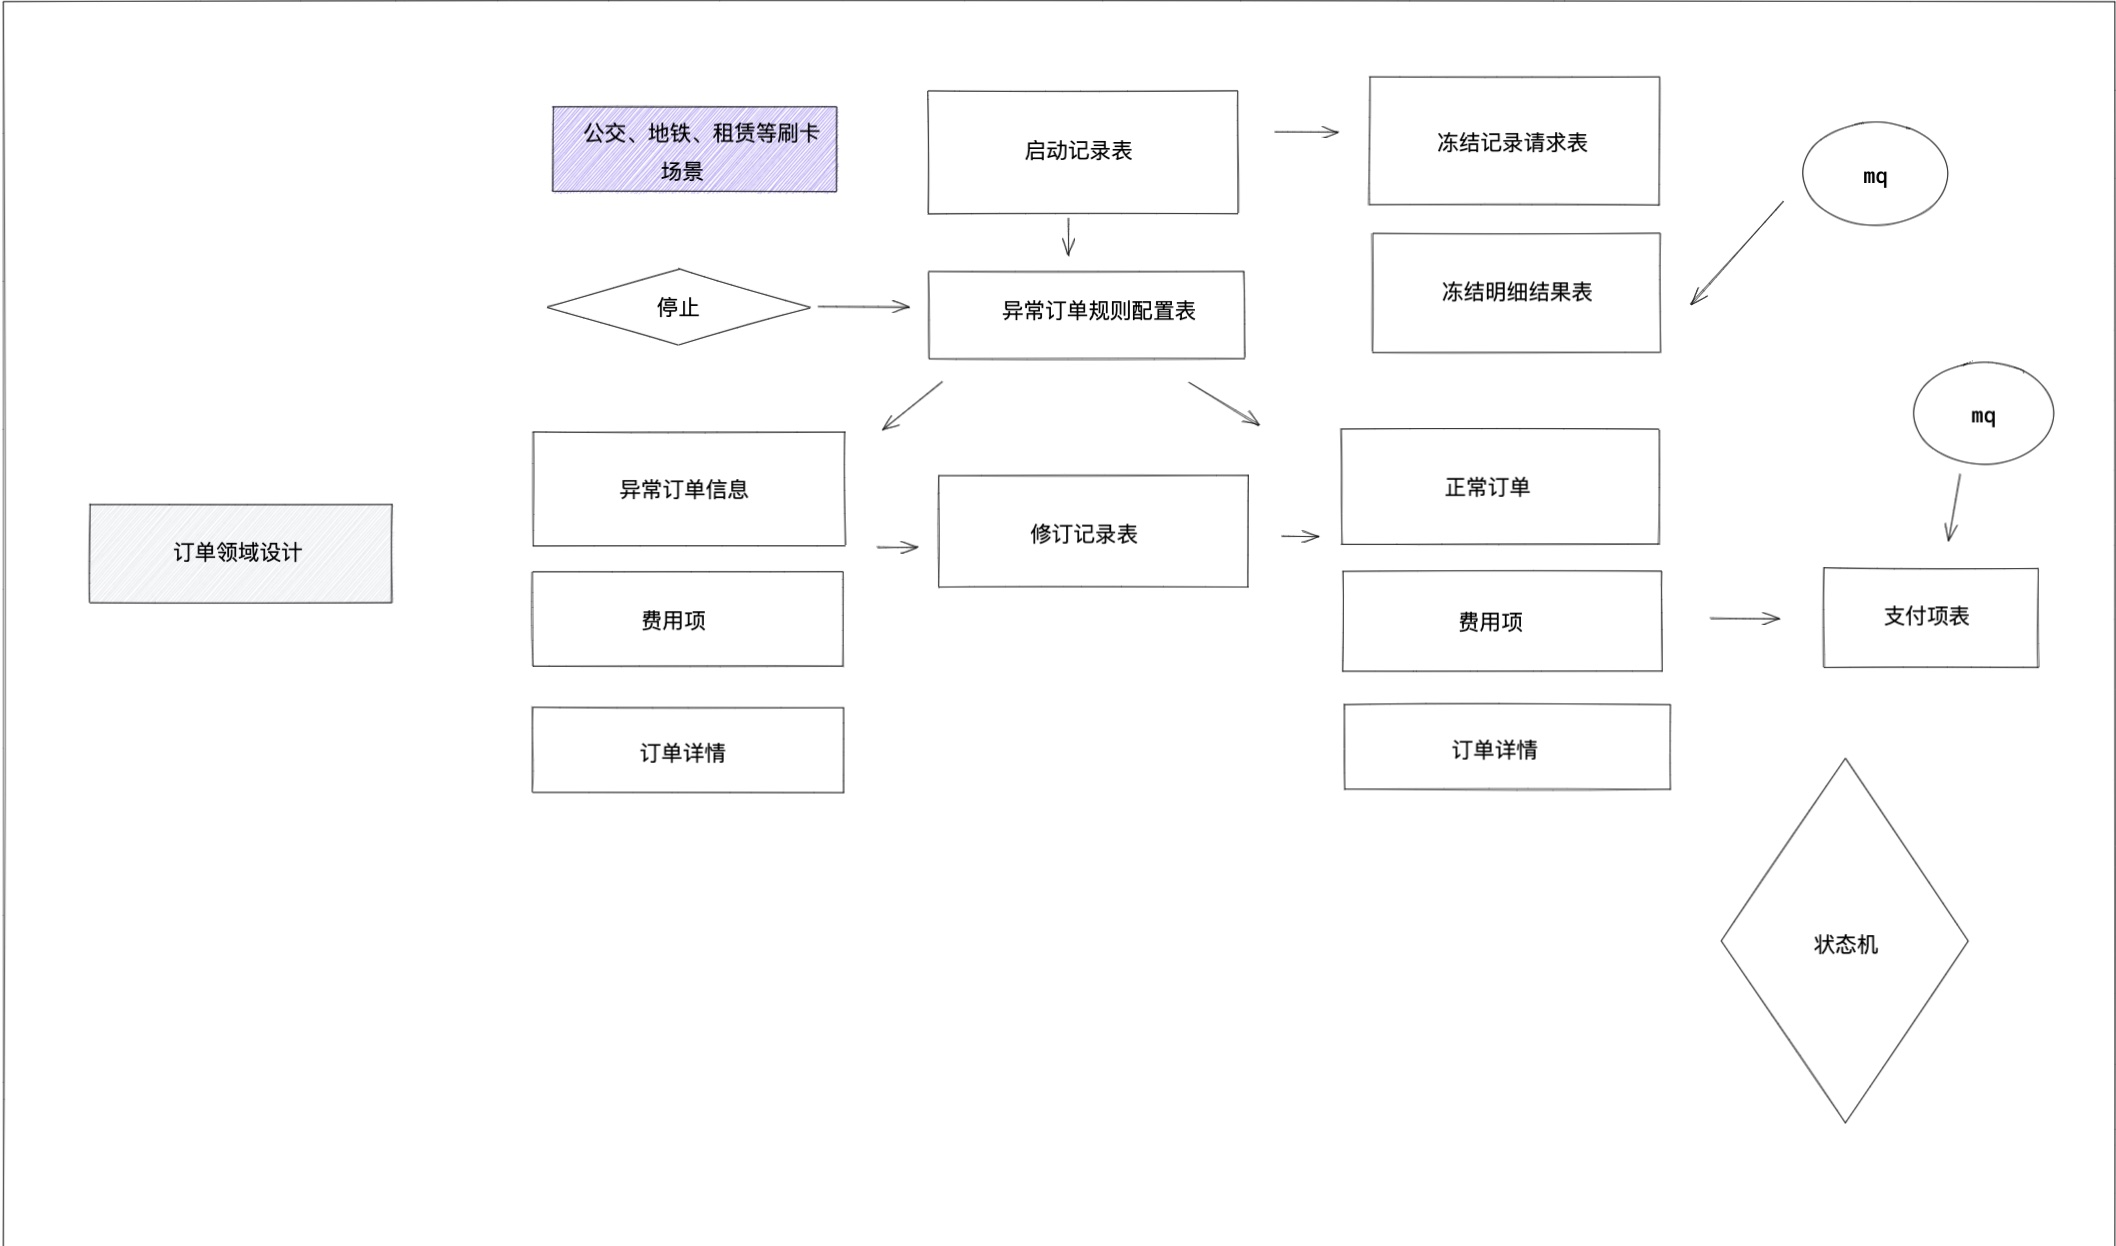 公交、地铁、租赁等刷卡
场景
启动记录表
冻结记录请求表
mq
停止
异常订单规则配置表
冻结明细结果表
mq
异常订单信息
修订记录表
正常订单
订单领域设计
费用项
费用项
支付项表
订单详情
订单详情
状态机